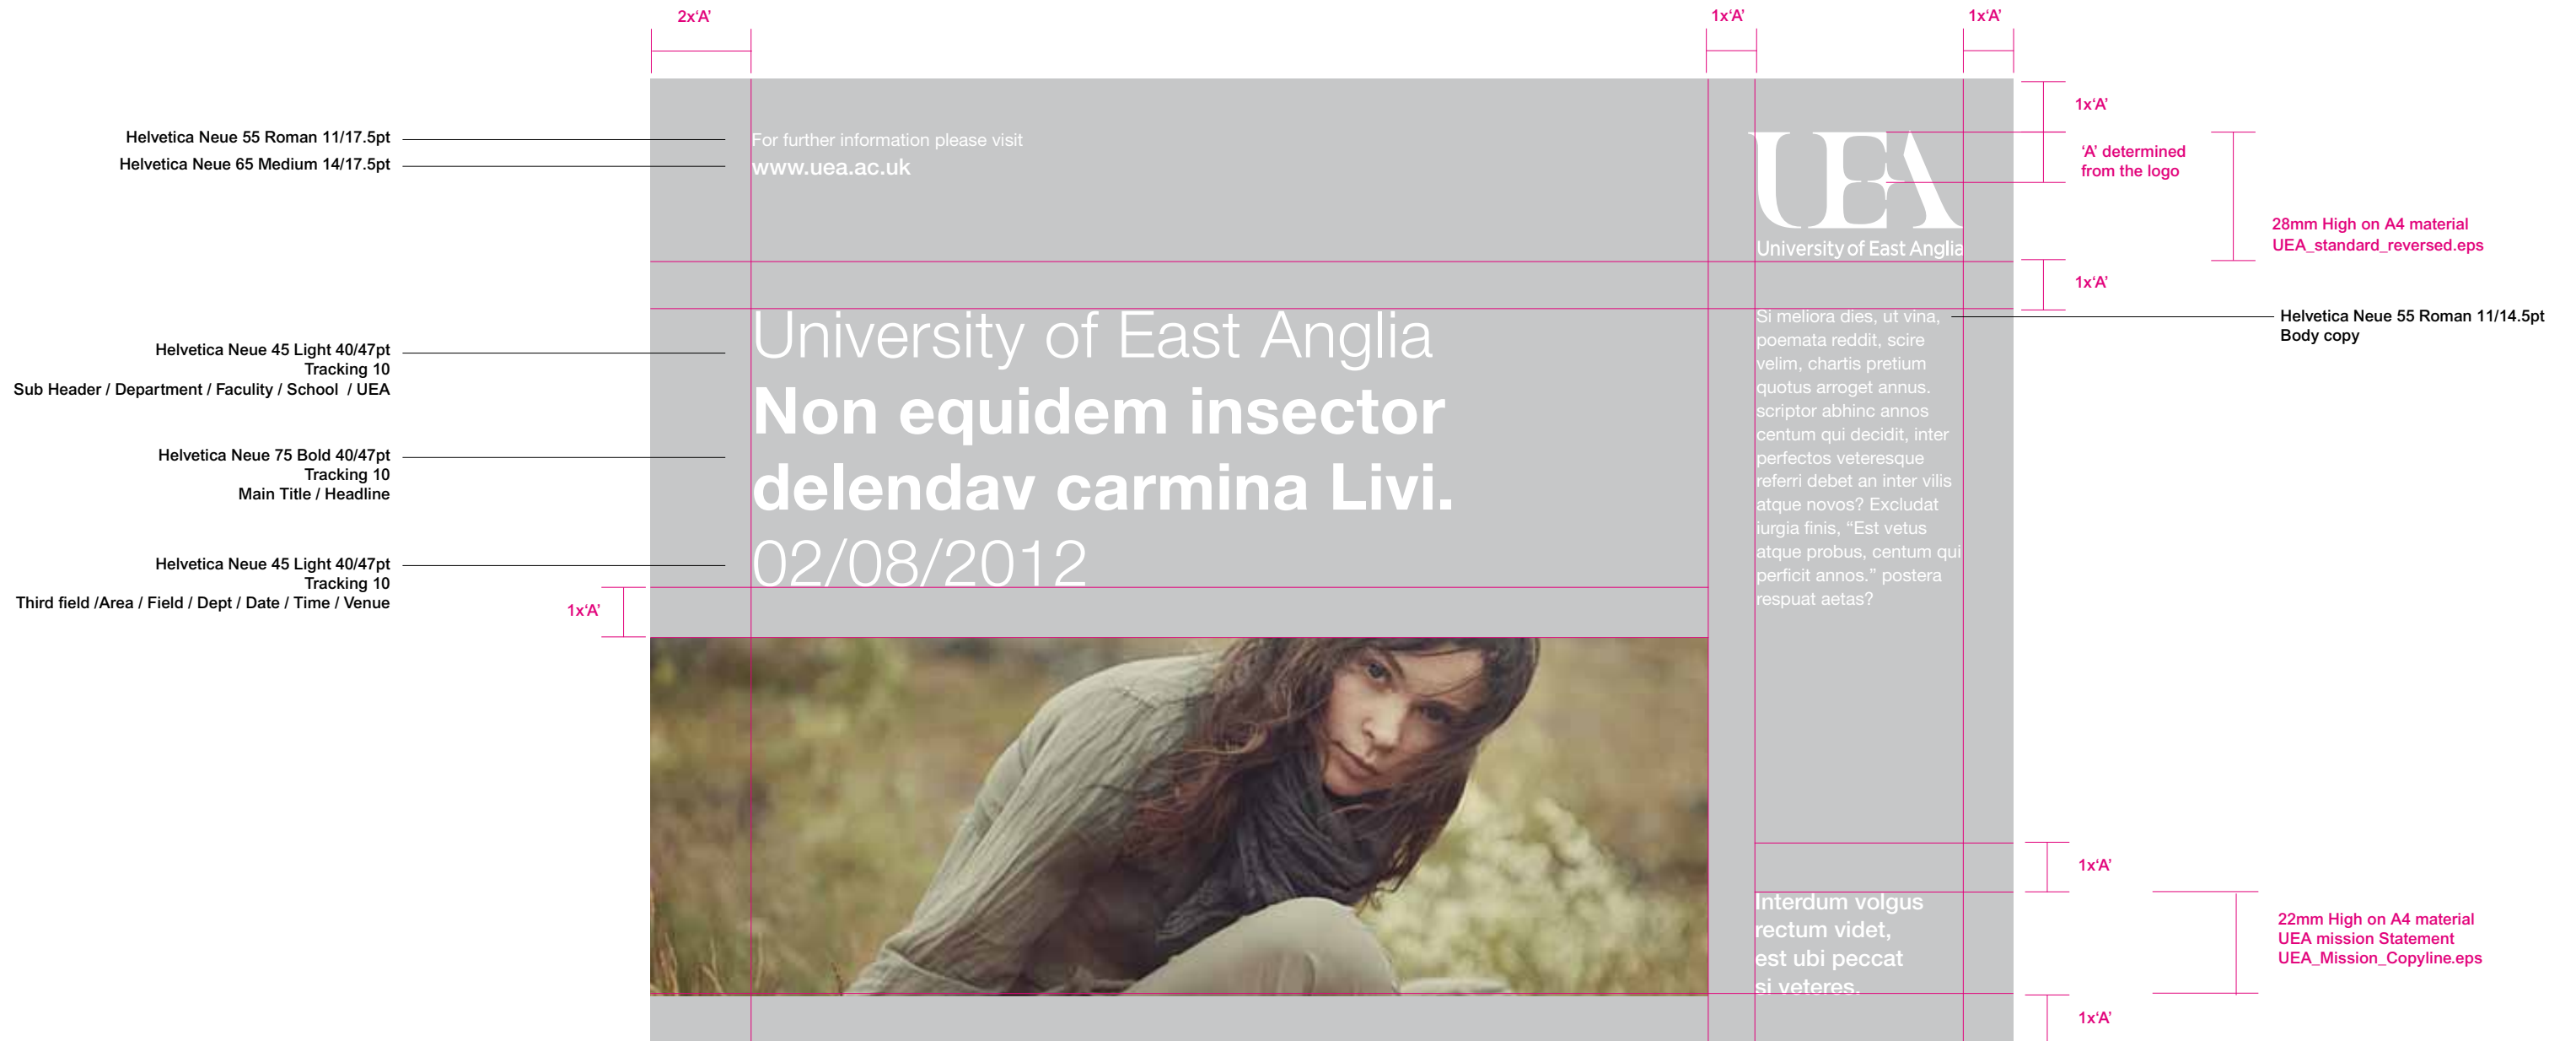 2x‘A’
1x‘A’
1x‘A’
Helvetica Neue 55 Roman 11/17.5pt
Helvetica Neue 65 Medium 14/17.5pt
Helvetica Neue 45 Light 40/47pt
Tracking 10
Sub Header / Department / Faculity / School / UEA
Helvetica Neue 75 Bold 40/47pt
Tracking 10
Main Title / Headline
Helvetica Neue 45 Light 40/47pt
Tracking 10
Third field /Area / Field / Dept / Date / Time / Venue
1x‘A’
For further information please visit
www.uea.ac.uk
University of East Anglia
Non equidem insector
delendav carmina Livi.
02/08/2012
UEA
University of East Anglia
Si meliora dies, ut vina,
poemata reddit, scire
velim, chartis pretium
quotus arroget annus.
scriptor abhinc annos
centum qui decidit, inter
perfectos veteresque
referri debet an inter vilis
atque novos? Excludat
iurgia finis, “Est vetus
atque probus, centum qui
perficit annos.” postera
respuat aetas?
Interdum volgus
rectum videt,
est ubi peccat
si veteres.
1x‘A’
‘A’ determined
from the logo
28mm High on A4 material
UEA_standard_reversed.eps
1x‘A’
Helvetica Neue 55 Roman 11/14.5pt
Body copy
1x‘A’
22mm High on A4 material
UEA mission Statement
UEA_Mission_Copyline.eps
1x‘A’